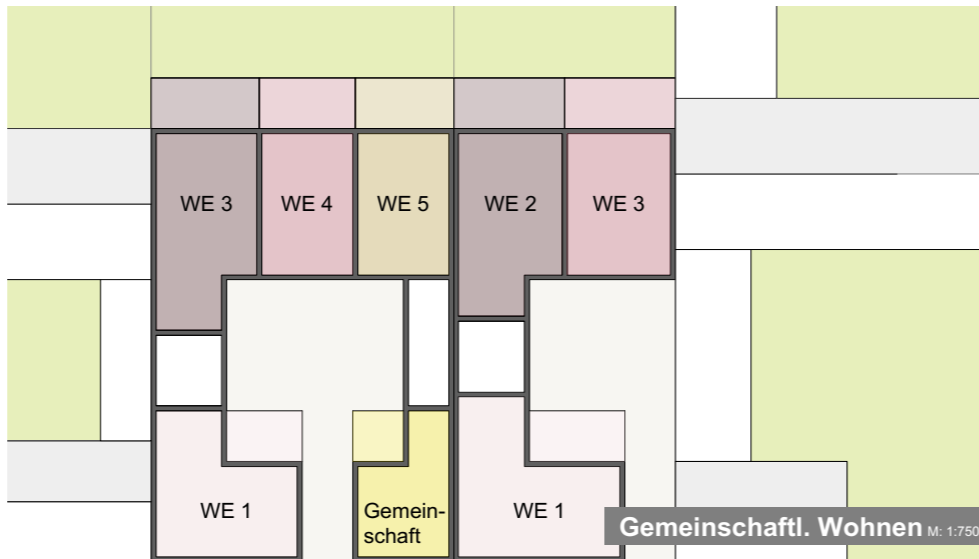 WE 3
WE 4
WE 5
WE 2
WE 3
WE 1
Gemein-
schaft
WE 1
Gemeinschaftl. Wohnen M: 1:750